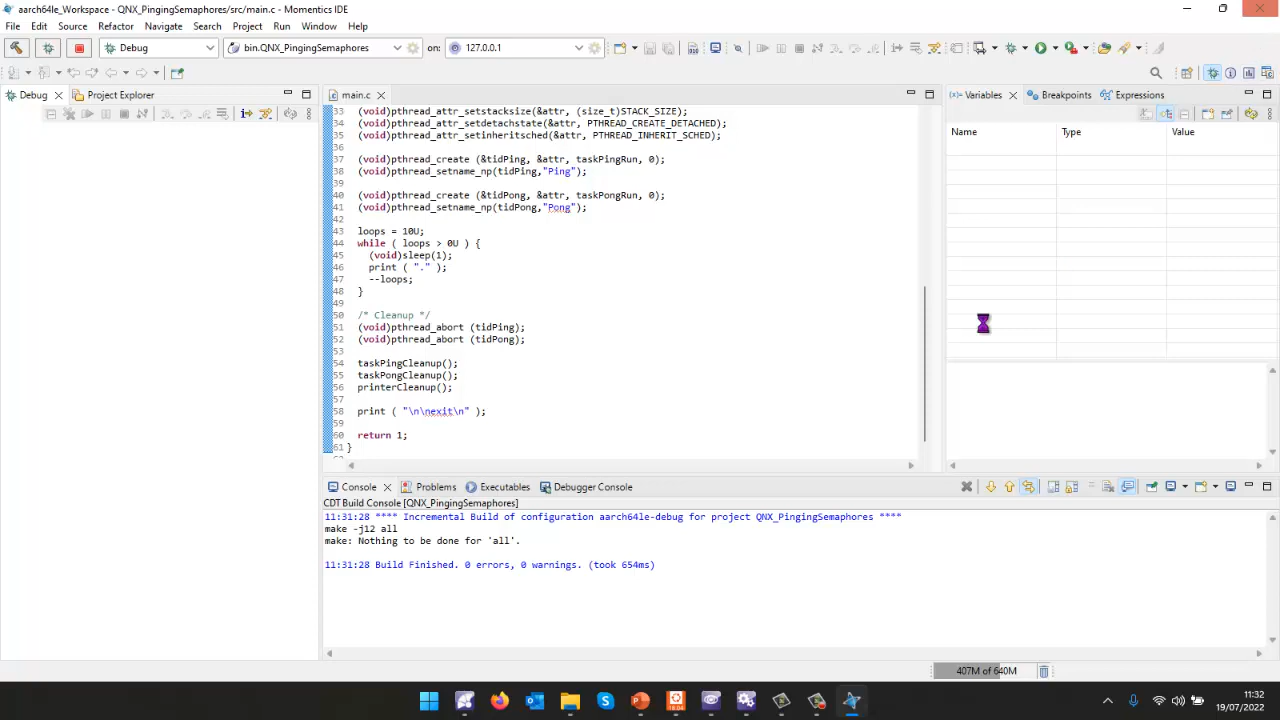 aarch64le_Workspace - QNX_PingingSemaphores/src/main.c - Momentics IDE
File Edit Source Refactor Navigate Search Project Run Window Help
Debug
bin.QNX_PingingSemaphores
on:
127.0.0.1
Debug
Project Explorer
main.c
Variables
Breakpoints
Expressions
Name Type Value
33 (void)pthread_attr_setstacksize(&attr, (size_t)STACK_SIZE);
34 (void)pthread_attr_setdetachstate(&attr, PTHREAD_CREATE_DETACHED);
35 (void)pthread_attr_setinheritsched(&attr, PTHREAD_INHERIT_SCHED);
36
37 (void)pthread_create (&tidPing, &attr, taskPingRun, 0);
38 (void)pthread_setname_np(tidPing,"Ping");
39
40 (void)pthread_create (&tidPong, &attr, taskPongRun, 0);
41 (void)pthread_setname_np(tidPong,"Pong");
42
43 loops = 10U;
44 while ( loops > 0U ) {
45 (void)sleep(1);
46 print ( "." );
47 --loops;
48 }
49
50 /* Cleanup */
51 (void)pthread_abort (tidPing);
52 (void)pthread_abort (tidPong);
53
54 taskPingCleanup();
55 taskPongCleanup();
56 printerCleanup();
57
58 print ( "\n\nexit\n" );
59
60 return 1;
61 }
Console
Problems
Executables
Debugger Console
CDT Build Console [QNX_PingingSemaphores]
11:31:28 **** Incremental Build of configuration aarch64le-debug for project QNX_PingingSemaphores ****
make -j12 all
make: Nothing to be done for 'all'.
11:31:28 Build Finished. 0 errors, 0 warnings. (took 654ms)
407M of 640M
11:32
19/07/2022